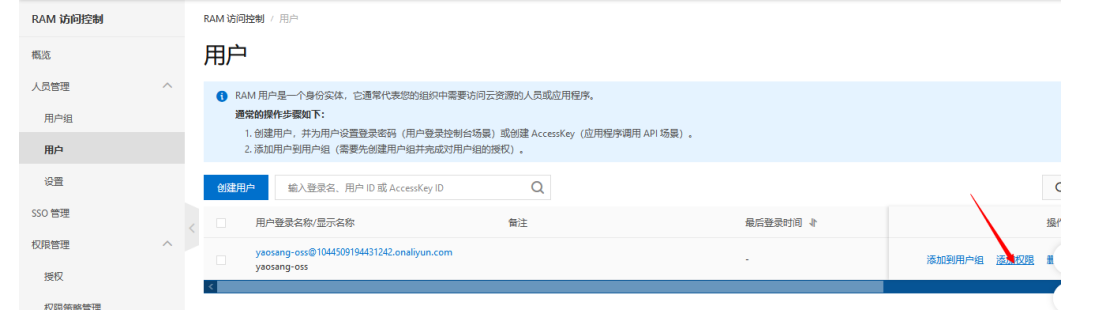 RAM 访问控制
概览
人员管理
用户组
用户
设置
SSO 管理
权限管理
授权
权限策略管理
RAM 访问控制 / 用户
用户
RAM 用户是一个身份实体，它通常代表您的组织中需要访问云资源的人员或应用程序。
通常的操作步骤如下：
1. 创建用户，并为用户设置登录密码（用户登录控制台场景）或创建 AccessKey（应用程序调用 API 场景）。
2. 添加用户到用户组（需要先创建用户组并完成对用户组的授权）。
创建用户 输入登录名、用户 ID 或 AccessKey ID
用户登录名称/显示名称 备注 最后登录时间 操作
yaosang-oss@1044509194431242.onaliyun.com
yaosang-oss - 添加到用户组 添加权限